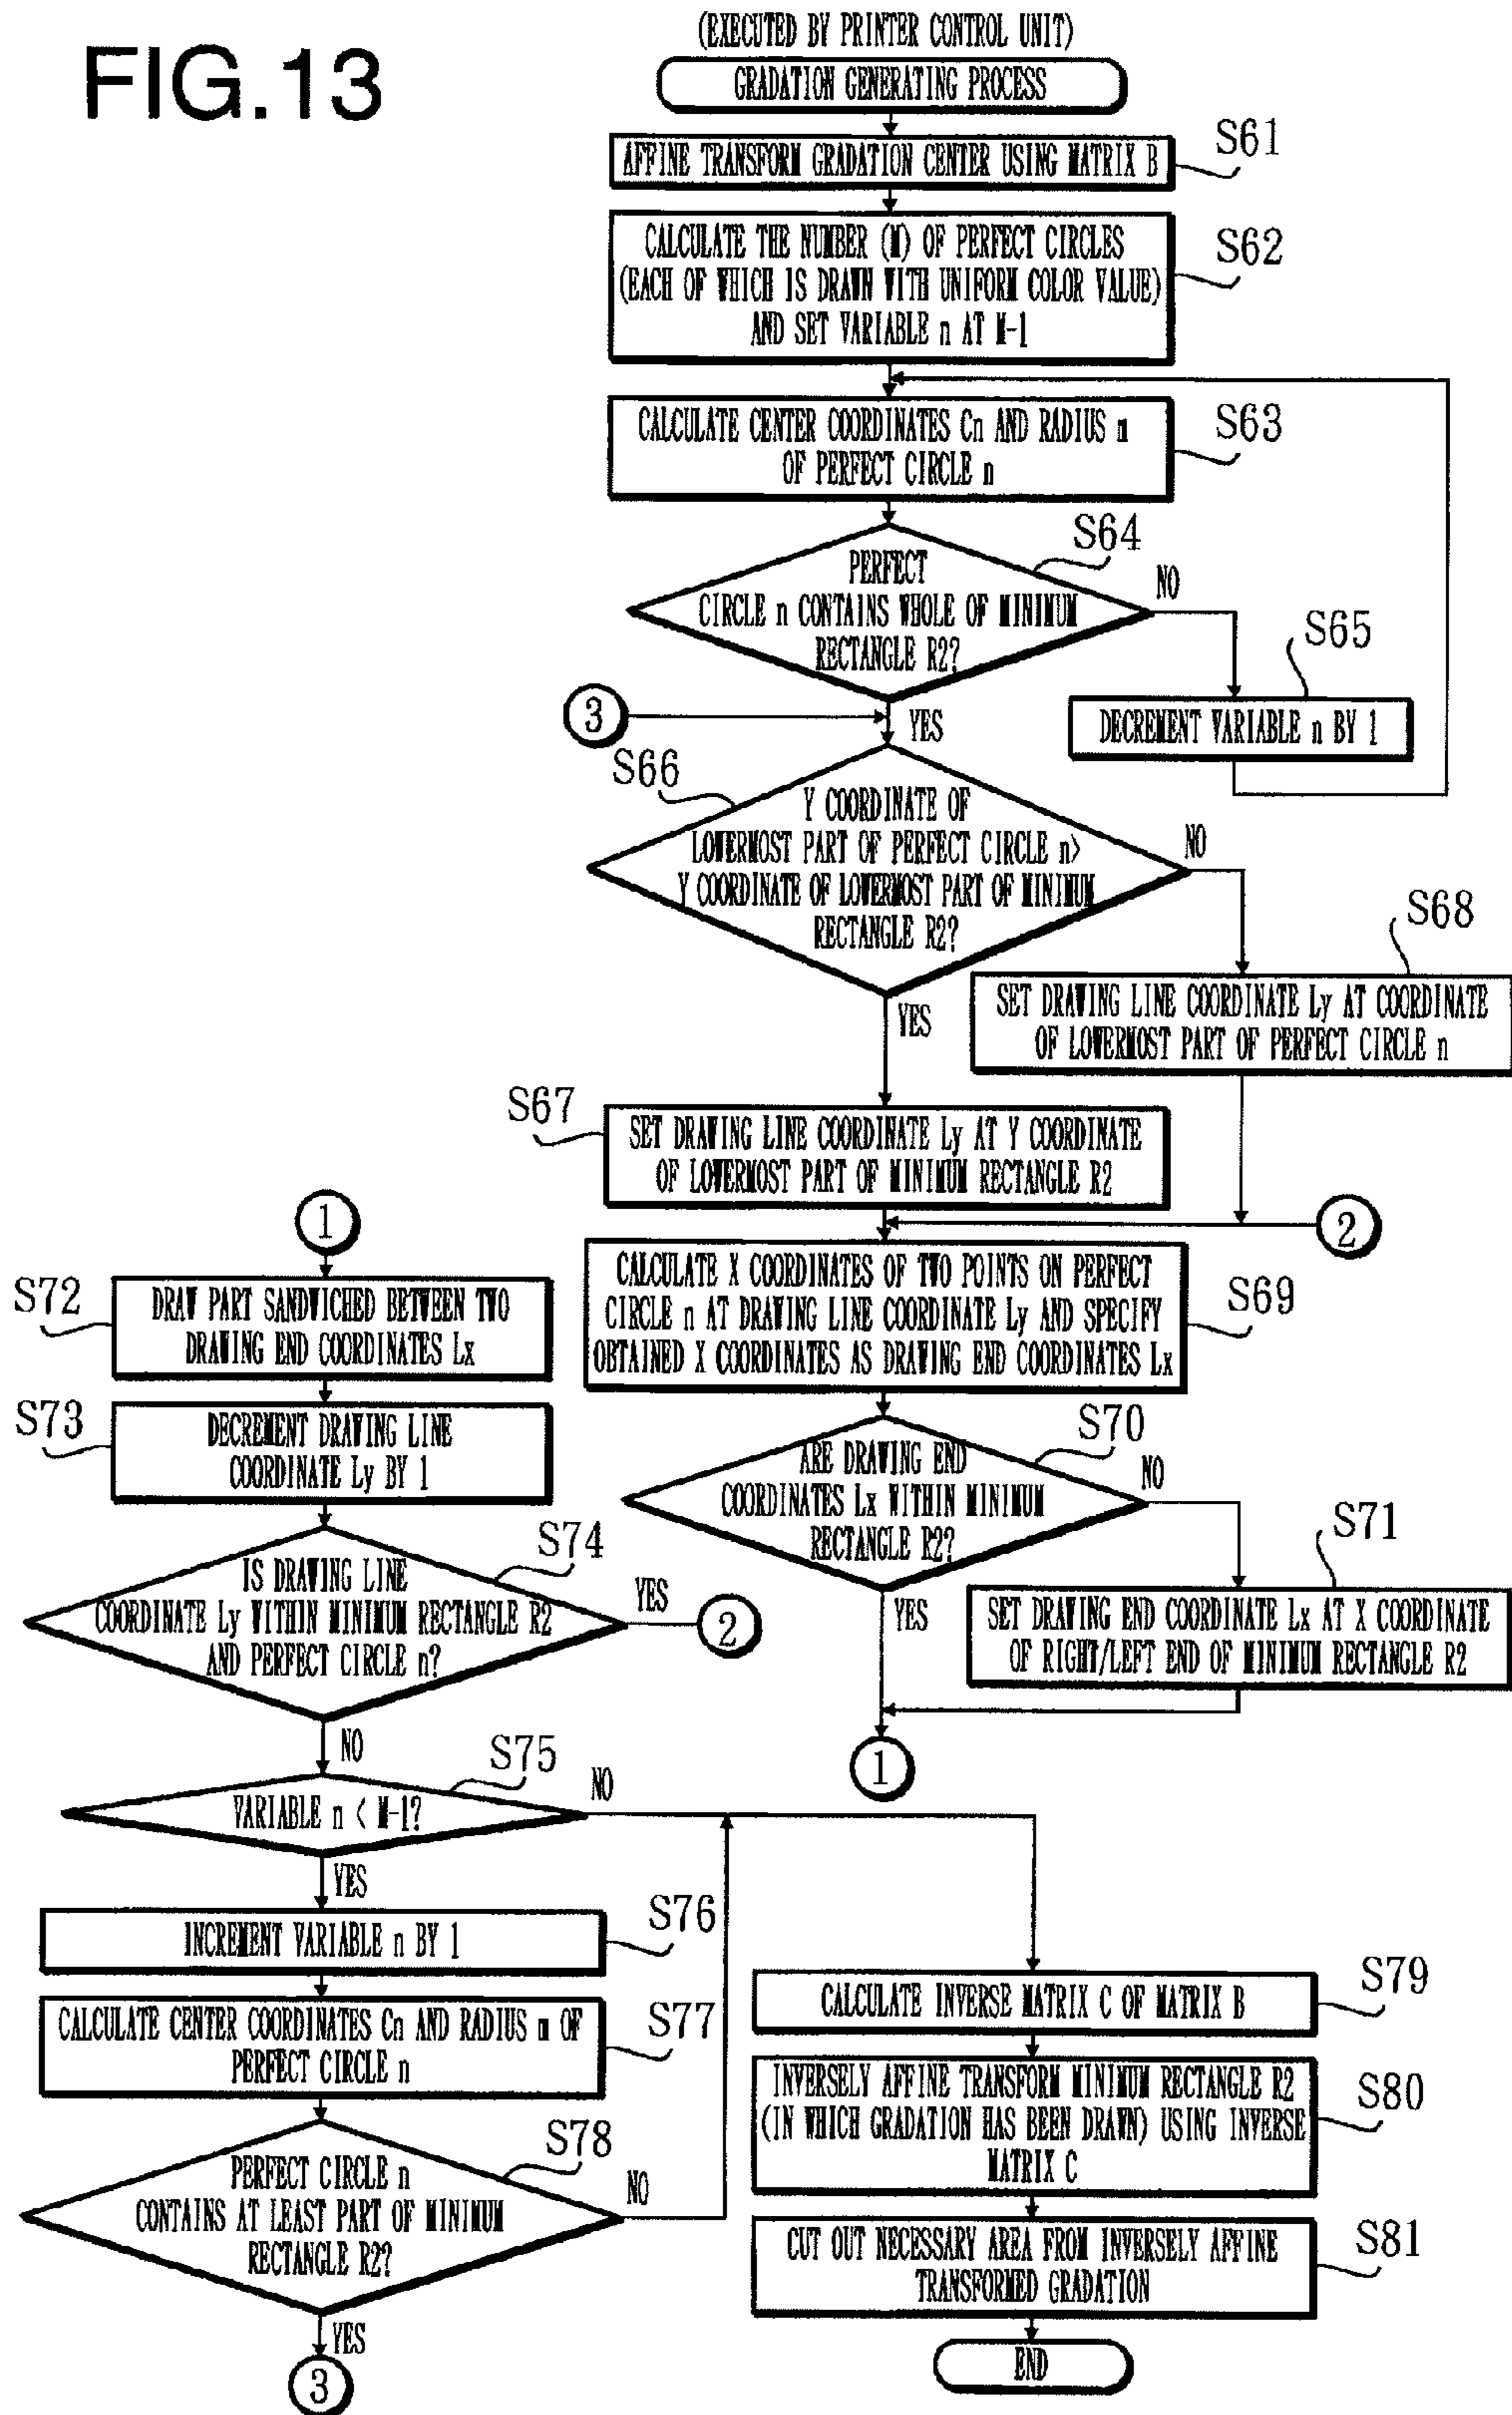 FIG.13
(EXECUTED BY PRINTER CONTROL UNIT)
GRADATION GENERATING PROCESS
S61
AFFINE TRANSFORM GRADATION CENTER USING MATRIX B
S62
CALCULATE THE NUMBER (M) OF PERFECT CIRCLES
(EACH OF WHICH IS DRAWN WITH UNIFORM COLOR VALUE)
AND SET VARIABLE n AT M-1
S63
CALCULATE CENTER COORDINATES Cn AND RADIUS rn
OF PERFECT CIRCLE n
S64
PERFECT
CIRCLE n CONTAINS WHOLE OF MINIMUM
RECTANGLE R2?
NO
S65
DECREMENT VARIABLE n BY 1
3
YES
S66
Y COORDINATE OF
LOWERMOST PART OF PERFECT CIRCLE n>
Y COORDINATE OF LOWERMOST PART OF MINIMUM
RECTANGLE R2?
NO
S68
SET DRAWING LINE COORDINATE Ly AT COORDINATE
OF LOWERMOST PART OF PERFECT CIRCLE n
YES
S67
SET DRAWING LINE COORDINATE Ly AT Y COORDINATE
OF LOWERMOST PART OF MINIMUM RECTANGLE R2
2
S69
CALCULATE X COORDINATES OF TWO POINTS ON PERFECT
CIRCLE n AT DRAWING LINE COORDINATE Ly AND SPECIFY
OBTAINED X COORDINATES AS DRAWING END COORDINATES Lx
S70
ARE DRAWING END
COORDINATES Lx WITHIN MINIMUM
RECTANGLE R2?
NO
S71
SET DRAWING END COORDINATE Lx AT X COORDINATE
OF RIGHT/LEFT END OF MINIMUM RECTANGLE R2
YES
1
1
S72
DRAW PART SANDWICHED BETWEEN TWO
DRAWING END COORDINATES Lx
S73
DECREMENT DRAWING LINE
COORDINATE Ly BY 1
S74
IS DRAWING LINE
COORDINATE Ly WITHIN MINIMUM RECTANGLE R2
AND PERFECT CIRCLE n?
YES
2
NO
S75
VARIABLE n < M-1?
NO
YES
S76
INCREMENT VARIABLE n BY 1
S77
CALCULATE CENTER COORDINATES Cn AND RADIUS rn OF
PERFECT CIRCLE n
S78
PERFECT CIRCLE n
CONTAINS AT LEAST PART OF MINIMUM
RECTANGLE R2?
NO
YES
3
S79
CALCULATE INVERSE MATRIX C OF MATRIX B
S80
INVERSELY AFFINE TRANSFORM MINIMUM RECTANGLE R2
(IN WHICH GRADATION HAS BEEN DRAWN) USING INVERSE
MATRIX C
S81
CUT OUT NECESSARY AREA FROM INVERSELY AFFINE
TRANSFORMED GRADATION
END